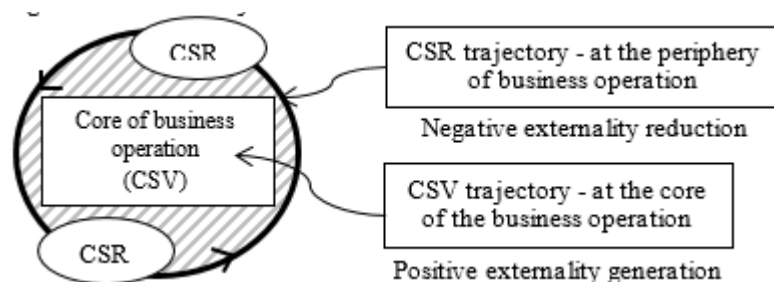 CSR
CSR trajectory - at the periphery
of business operation
Negative externality reduction
Core of business
operation
(CSV)
CSV trajectory - at the core
of the business operation
CSR
Positive externality generation